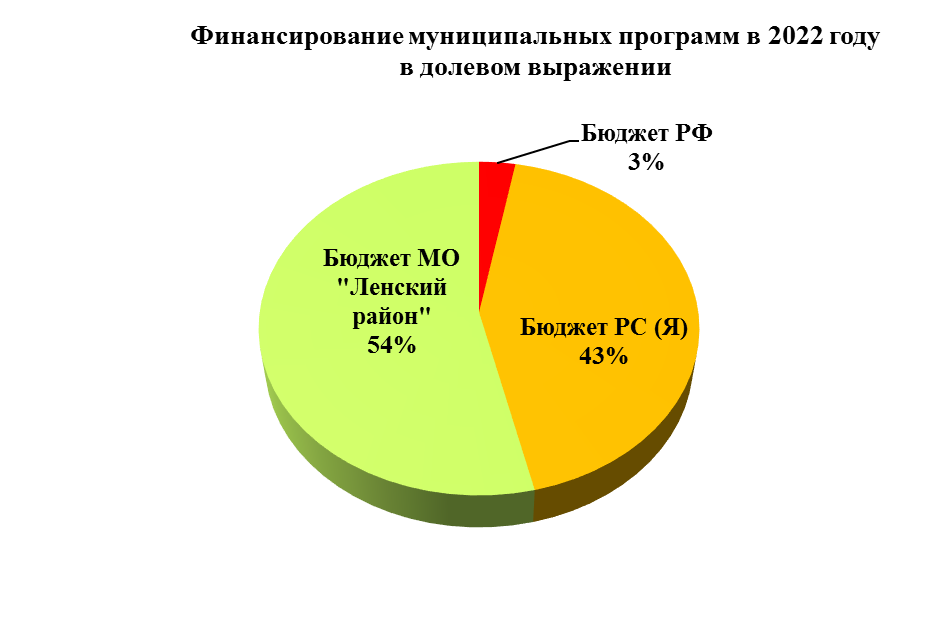 Финансирование муниципальных программ в 2022 году
в долевом выражении
Бюджет РФ
3%
Бюджет МО
"Ленский
район"
54%
Бюджет РС (Я)
43%